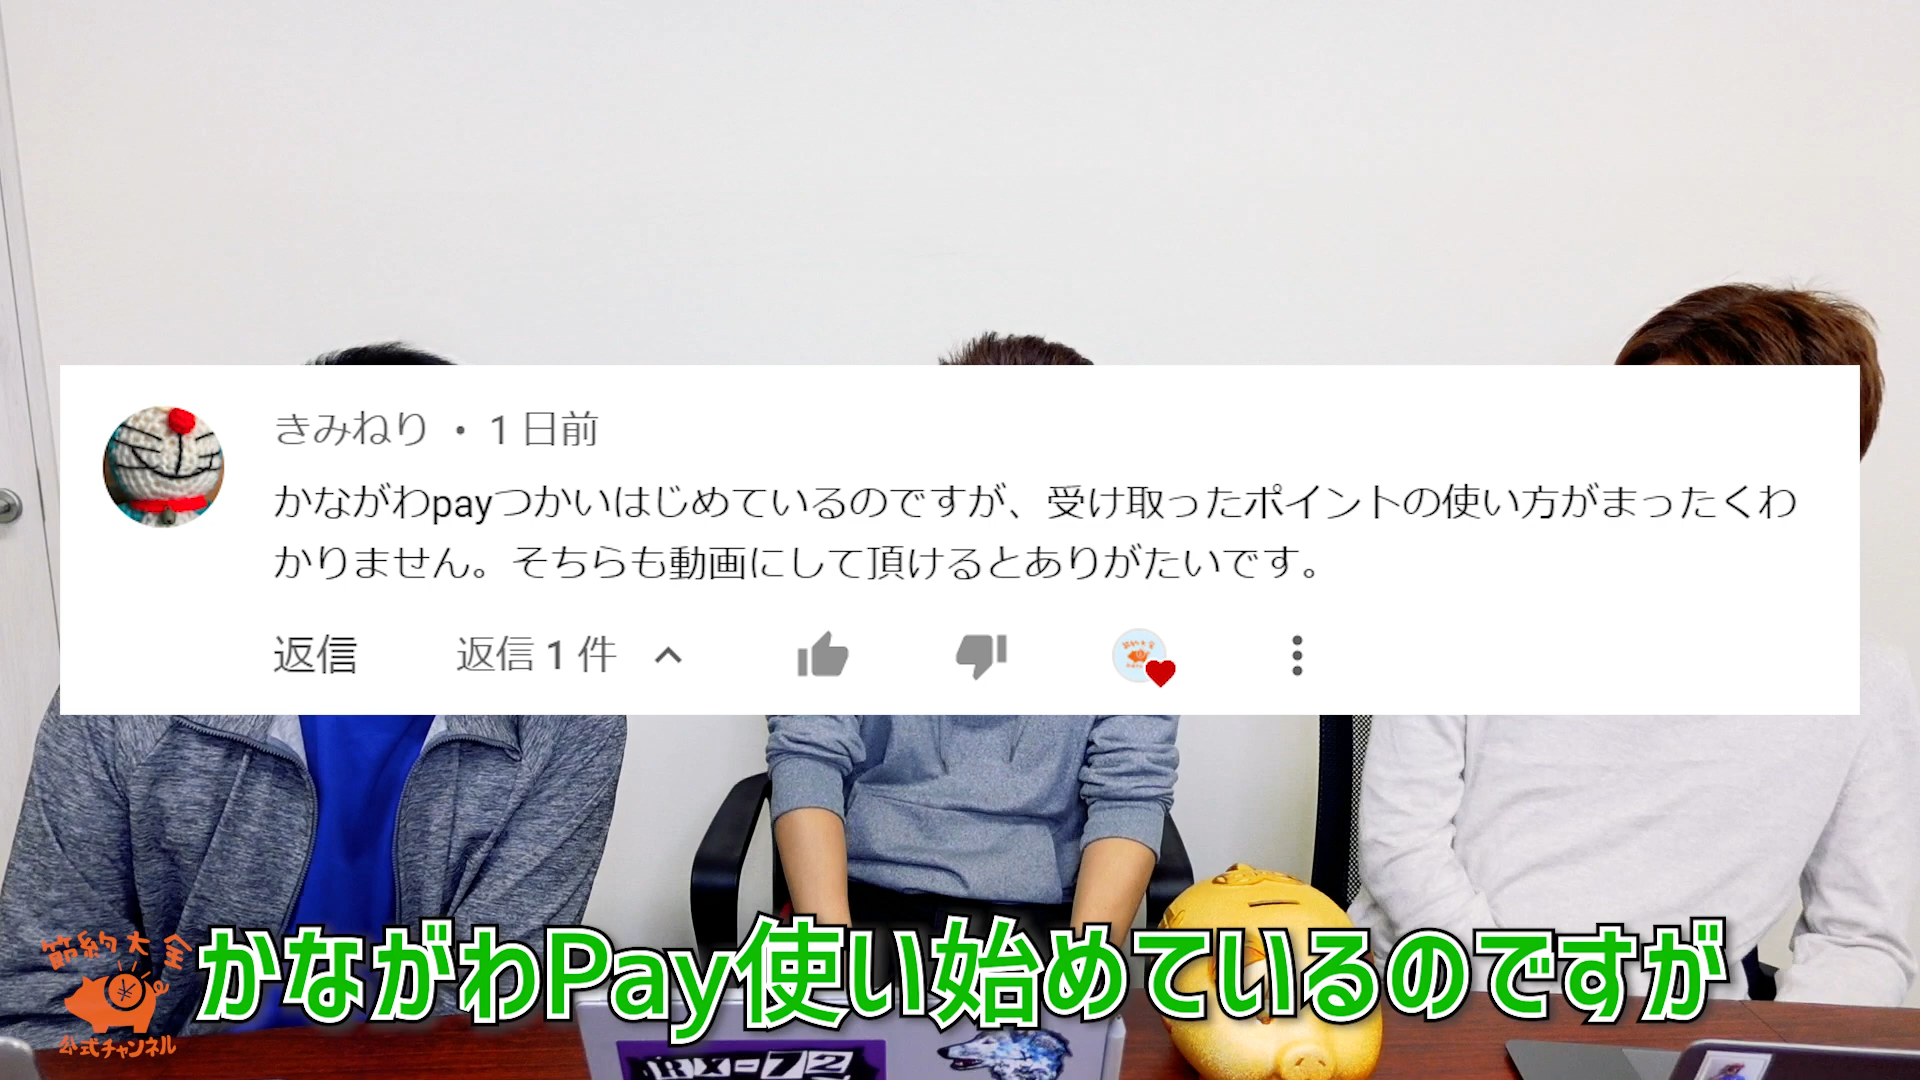 きみねり ・ 1 日前
かながわpayつかいはじめているのですが、受け取ったポイントの使い方がまったくわ
かりません。そちらも動画にして頂けるとありがたいです。
返信 返信 1 件
節約大全
公式チャンネル
かながわPay使い始めているのですが
RX-72